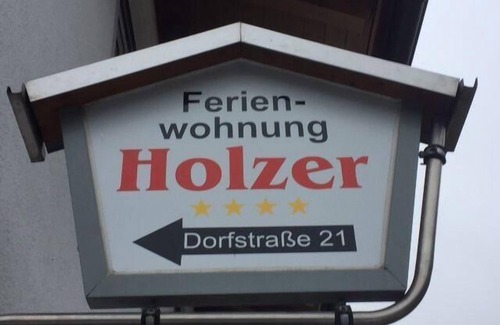 Ferien-
wohnung
Holzer
Dorfstraße 21